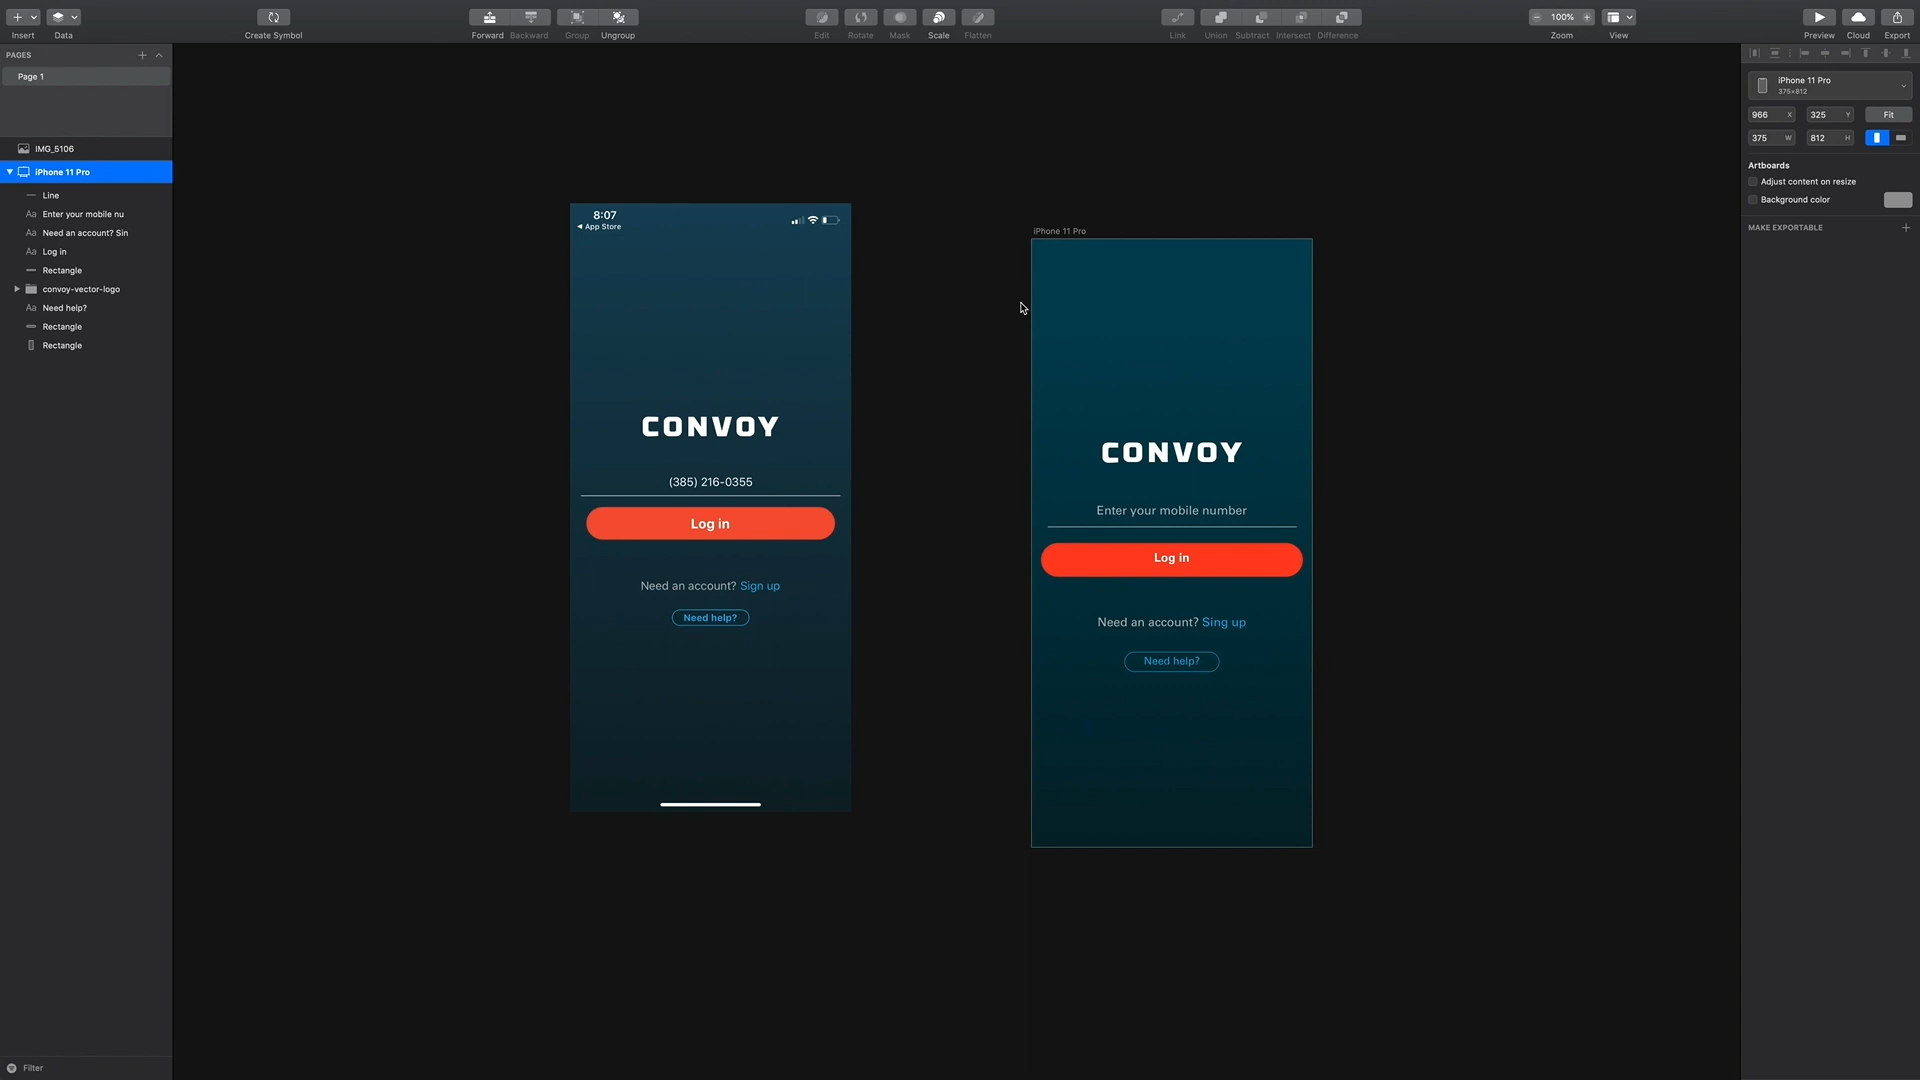 Insert
Data
Create Symbol
Forward
Backward
Group
Ungroup
Edit
Rotate
Mask
Scale
Flatten
Link
Union
Subtract
Intersect
Difference
100%
Zoom
View
Preview
Cloud
Export
PAGES
Page 1
IMG_5106
iPhone 11 Pro
Line
Enter your mobile nu
Need an account? Sin
Log in
Rectangle
convoy-vector-logo
Need help?
Rectangle
Rectangle
Filter
8:07
App Store
CONVOY
(385) 216-0355
Log in
Need an account? Sign up
Need help?
iPhone 11 Pro
CONVOY
Enter your mobile number
Log in
Need an account? Sing up
Need help?
iPhone 11 Pro
375×812
966 X
325 Y
Fit
375 W
812 H
Artboards
Adjust content on resize
Background color
MAKE EXPORTABLE